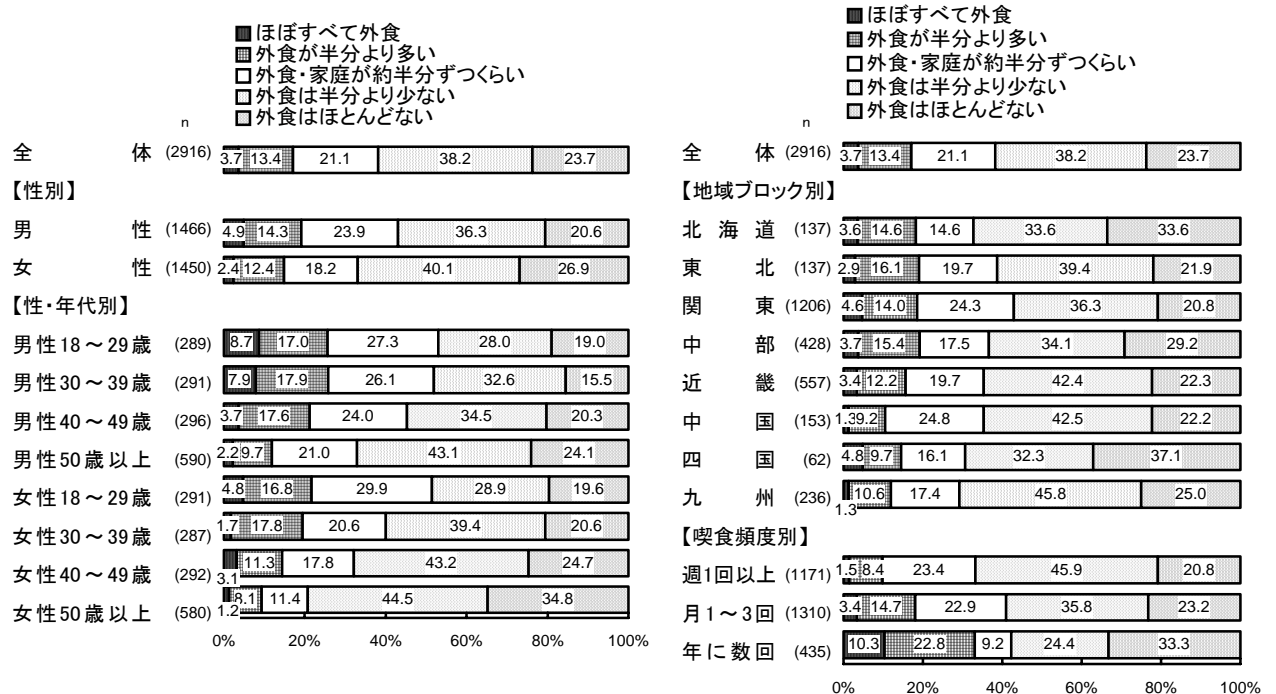 ほぼすべて外食
外食が半分より多い
外食・家庭が約半分ずつくらい
外食は半分より少ない
外食はほとんどない
n
全体 (2916) 3.7 13.4 21.1 38.2 23.7
【性別】
男性 (1466) 4.9 14.3 23.9 36.3 20.6
女性 (1450) 2.4 12.4 18.2 40.1 26.9
【性・年代別】
男性18～29歳 (289) 8.7 17.0 27.3 28.0 19.0
男性30～39歳 (291) 7.9 17.9 26.1 32.6 15.5
男性40～49歳 (296) 3.7 17.6 24.0 34.5 20.3
男性50歳以上 (590) 2.2 9.7 21.0 43.1 24.1
女性18～29歳 (291) 4.8 16.8 29.9 28.9 19.6
女性30～39歳 (287) 1.7 17.8 20.6 39.4 20.6
女性40～49歳 (292) 3.1 11.3 17.8 43.2 24.7
女性50歳以上 (580) 1.2 8.1 11.4 44.5 34.8
0% 20% 40% 60% 80% 100%
ほぼすべて外食
外食が半分より多い
外食・家庭が約半分ずつくらい
外食は半分より少ない
外食はほとんどない
n
全体 (2916) 3.7 13.4 21.1 38.2 23.7
【地域ブロック別】
北海道 (137) 3.6 14.6 14.6 33.6 33.6
東北 (137) 2.9 16.1 19.7 39.4 21.9
関東 (1206) 4.6 14.0 24.3 36.3 20.8
中部 (428) 3.7 15.4 17.5 34.1 29.2
近畿 (557) 3.4 12.2 19.7 42.4 22.3
中国 (153) 1.3 9.2 24.8 42.5 22.2
四国 (62) 4.8 9.7 16.1 32.3 37.1
九州 (236) 1.3 10.6 17.4 45.8 25.0
【喫食頻度別】
週1回以上 (1171) 1.5 8.4 23.4 45.9 20.8
月1～3回 (1310) 3.4 14.7 22.9 35.8 23.2
年に数回 (435) 10.3 22.8 9.2 24.4 33.3
0% 20% 40% 60% 80% 100%